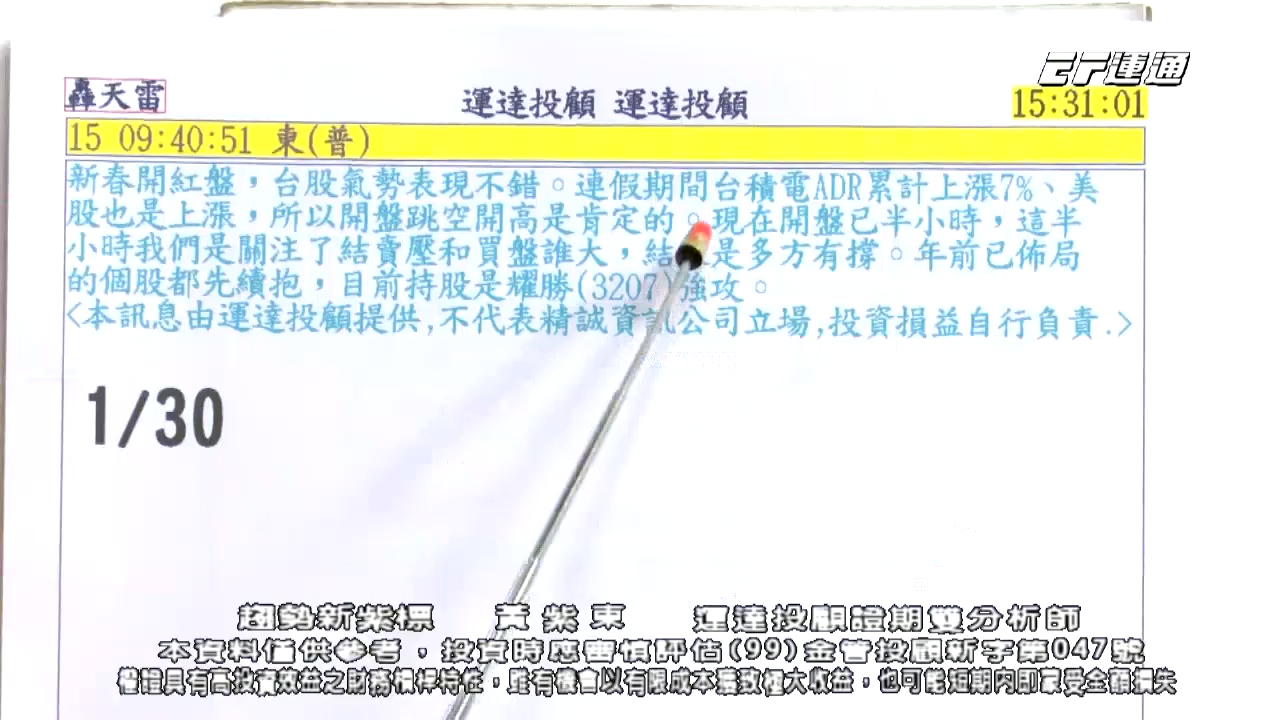 運通
轟天雷
運達投顧 運達投顧
15:31:01
15 09:40:51 東(普)
新春開紅盤，台股氣勢表現不錯。連假期間台積電ADR累計上漲7%、美
股也是上漲，所以開盤跳空開高是肯定的。現在開盤已半小時，這半
小時我們是關注了結賣壓和買盤誰大，結是多方有撐。年前已佈局
的個股都先續抱，目前持股是耀勝(3207)強攻。
<本訊息由運達投顧提供,不代表精誠資訊公司立場,投資損益自行負責.>
1/30
趨勢新紫標 黃紫東 運達投顧證期雙分析師
本資料僅供參考，投資時應審慎評估(99)金管投顧新字第047號
權證具有高投資效益之財務槓桿特性，雖有機會以有限成本獲致極大收益，也可能短期內即蒙受全額損失